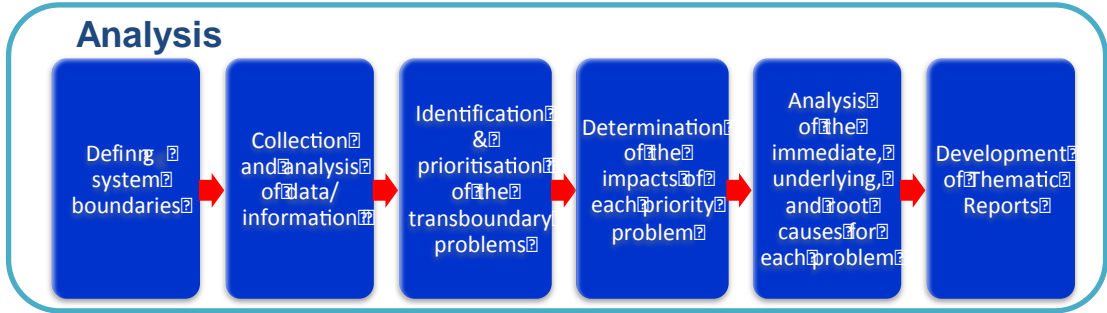 Analysis
Defining
system
boundaries
Collection
and analysis
of data/
information
Identification
&
prioritisation
of the
transboundary
problems
Determination
of the
impacts of
each priority
problem
Analysis
of the
immediate,
underlying,
and root
causes for
each problem
Development
of Thematic
Reports